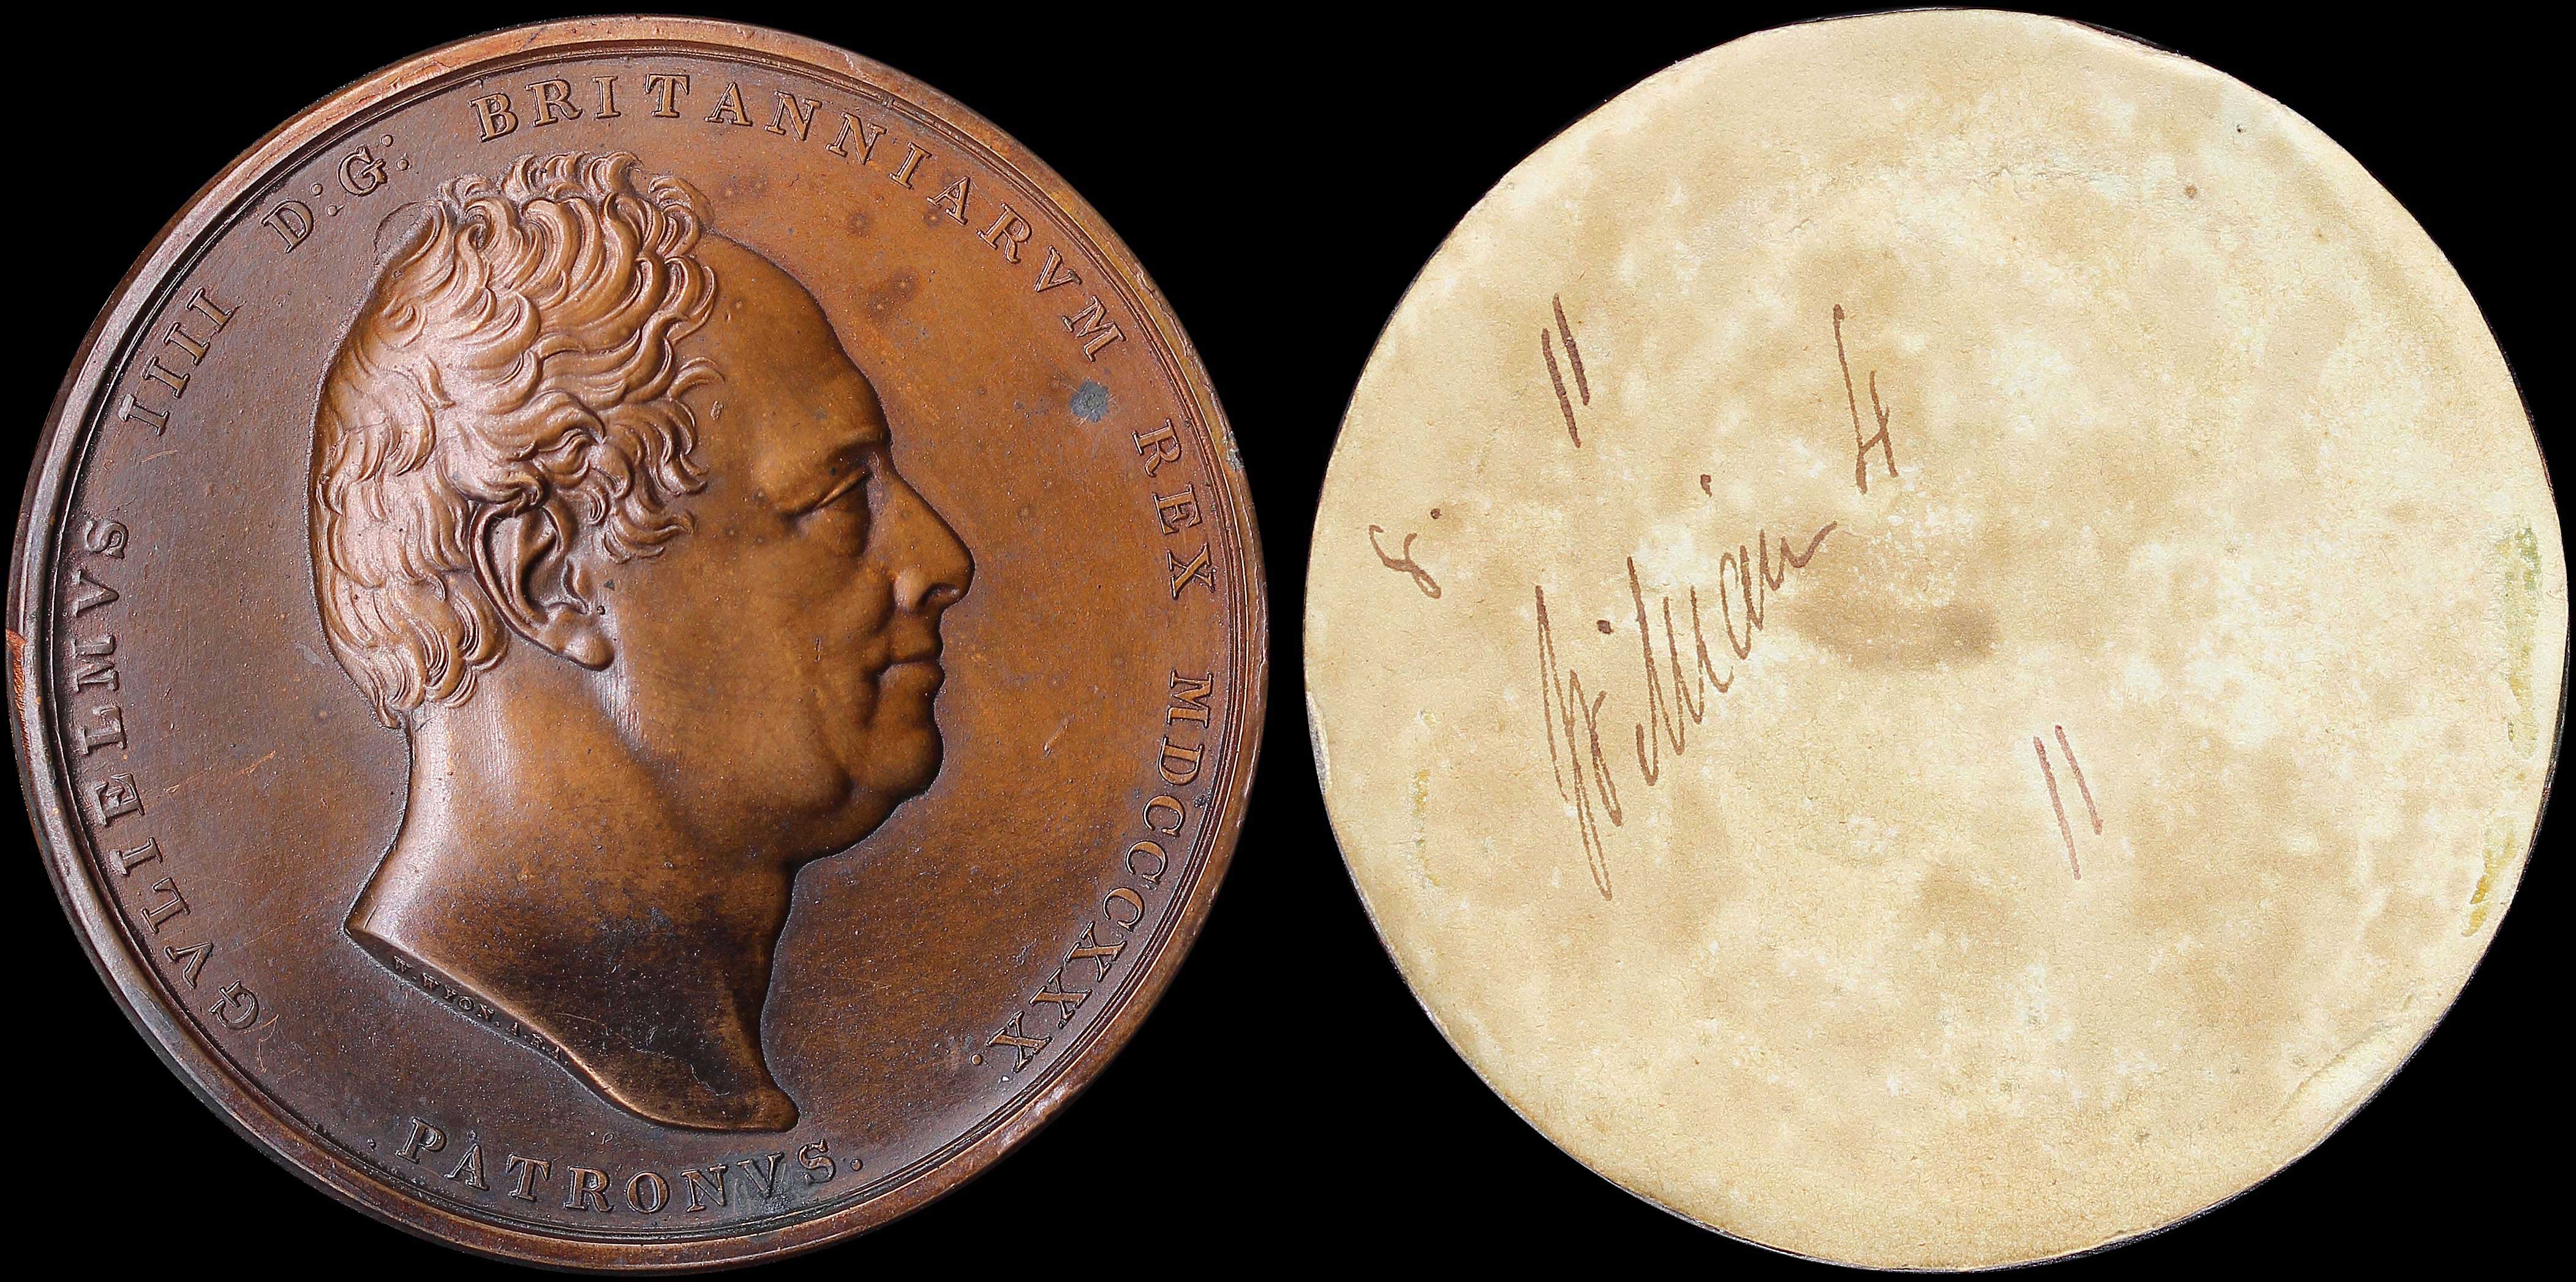 GVLIELMVS IIII D:G: BRITANNIARVM REX MDCCCXXX.
W.WYON.A.R.A
. PATRONVS.
8.
"
William 4
"